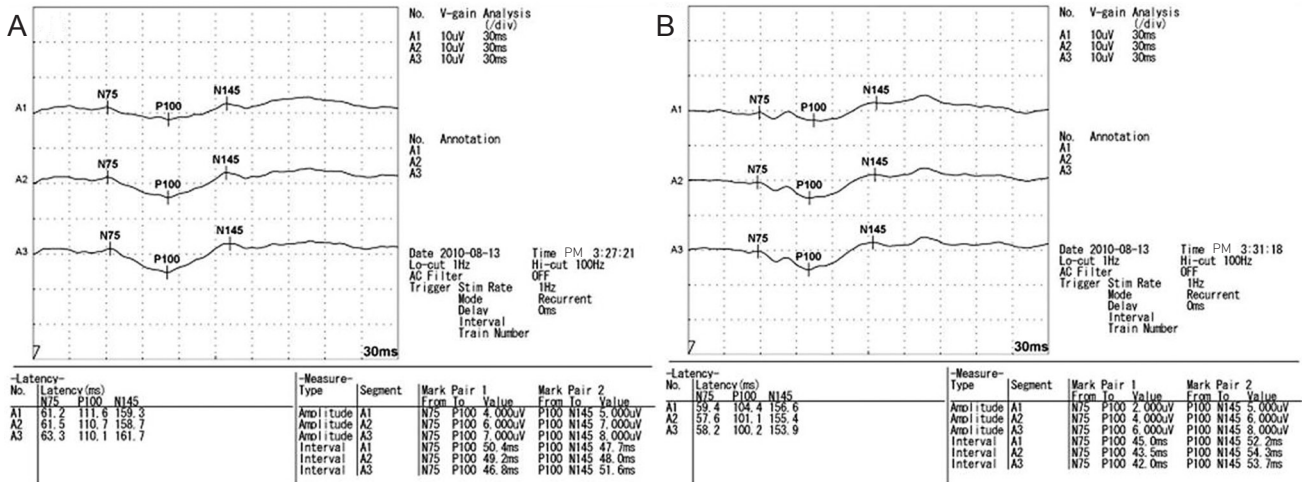 A
No. V-gain Analysis
(/div)
A1 10uV 30ms
A2 10uV 30ms
A3 10uV 30ms
N75 P100 N145
A1
No. Annotation
A1
A2
A3
N75 P100 N145
A2
N75 P100 N145
A3
Date 2010-08-13 Time PM 3:27:21
Lo-cut 1Hz Hi-cut 100Hz
AC Filter OFF
Trigger Stim Rate 1Hz
Mode Recurrent
Delay 0ms
Interval
Train Number
30ms
-Latency-
No. Latency(ms)
N75 P100 N145
A1 61.2 111.6 159.3
A2 61.5 110.7 158.7
A3 63.3 110.1 161.7
-Measure-
Type Segment Mark Pair 1 Mark Pair 2
From To Value From To Value
Amplitude A1 N75 P100 4.000uV P100 N145 5.000uV
Amplitude A2 N75 P100 6.000uV P100 N145 7.000uV
Amplitude A3 N75 P100 7.000uV P100 N145 8.000uV
Interval A1 N75 P100 50.4ms P100 N145 47.7ms
Interval A2 N75 P100 49.2ms P100 N145 48.0ms
Interval A3 N75 P100 46.8ms P100 N145 51.6ms
B
No. V-gain Analysis
(/div)
A1 10uV 30ms
A2 10uV 30ms
A3 10uV 30ms
N75 P100 N145
A1
No. Annotation
A1
A2
A3
N75 P100 N145
A2
N75 P100 N145
A3
Date 2010-08-13 Time PM 3:31:18
Lo-cut 1Hz Hi-cut 100Hz
AC Filter OFF
Trigger Stim Rate 1Hz
Mode Recurrent
Delay 0ms
Interval
Train Number
30ms
-Latency-
No. Latency(ms)
N75 P100 N145
A1 59.4 104.4 156.6
A2 57.6 101.1 155.4
A3 58.2 100.2 153.9
-Measure-
Type Segment Mark Pair 1 Mark Pair 2
From To Value From To Value
Amplitude A1 N75 P100 2.000uV P100 N145 5.000uV
Amplitude A2 N75 P100 4.000uV P100 N145 6.000uV
Amplitude A3 N75 P100 6.000uV P100 N145 8.000uV
Interval A1 N75 P100 45.0ms P100 N145 52.2ms
Interval A2 N75 P100 43.5ms P100 N145 54.3ms
Interval A3 N75 P100 42.0ms P100 N145 53.7ms